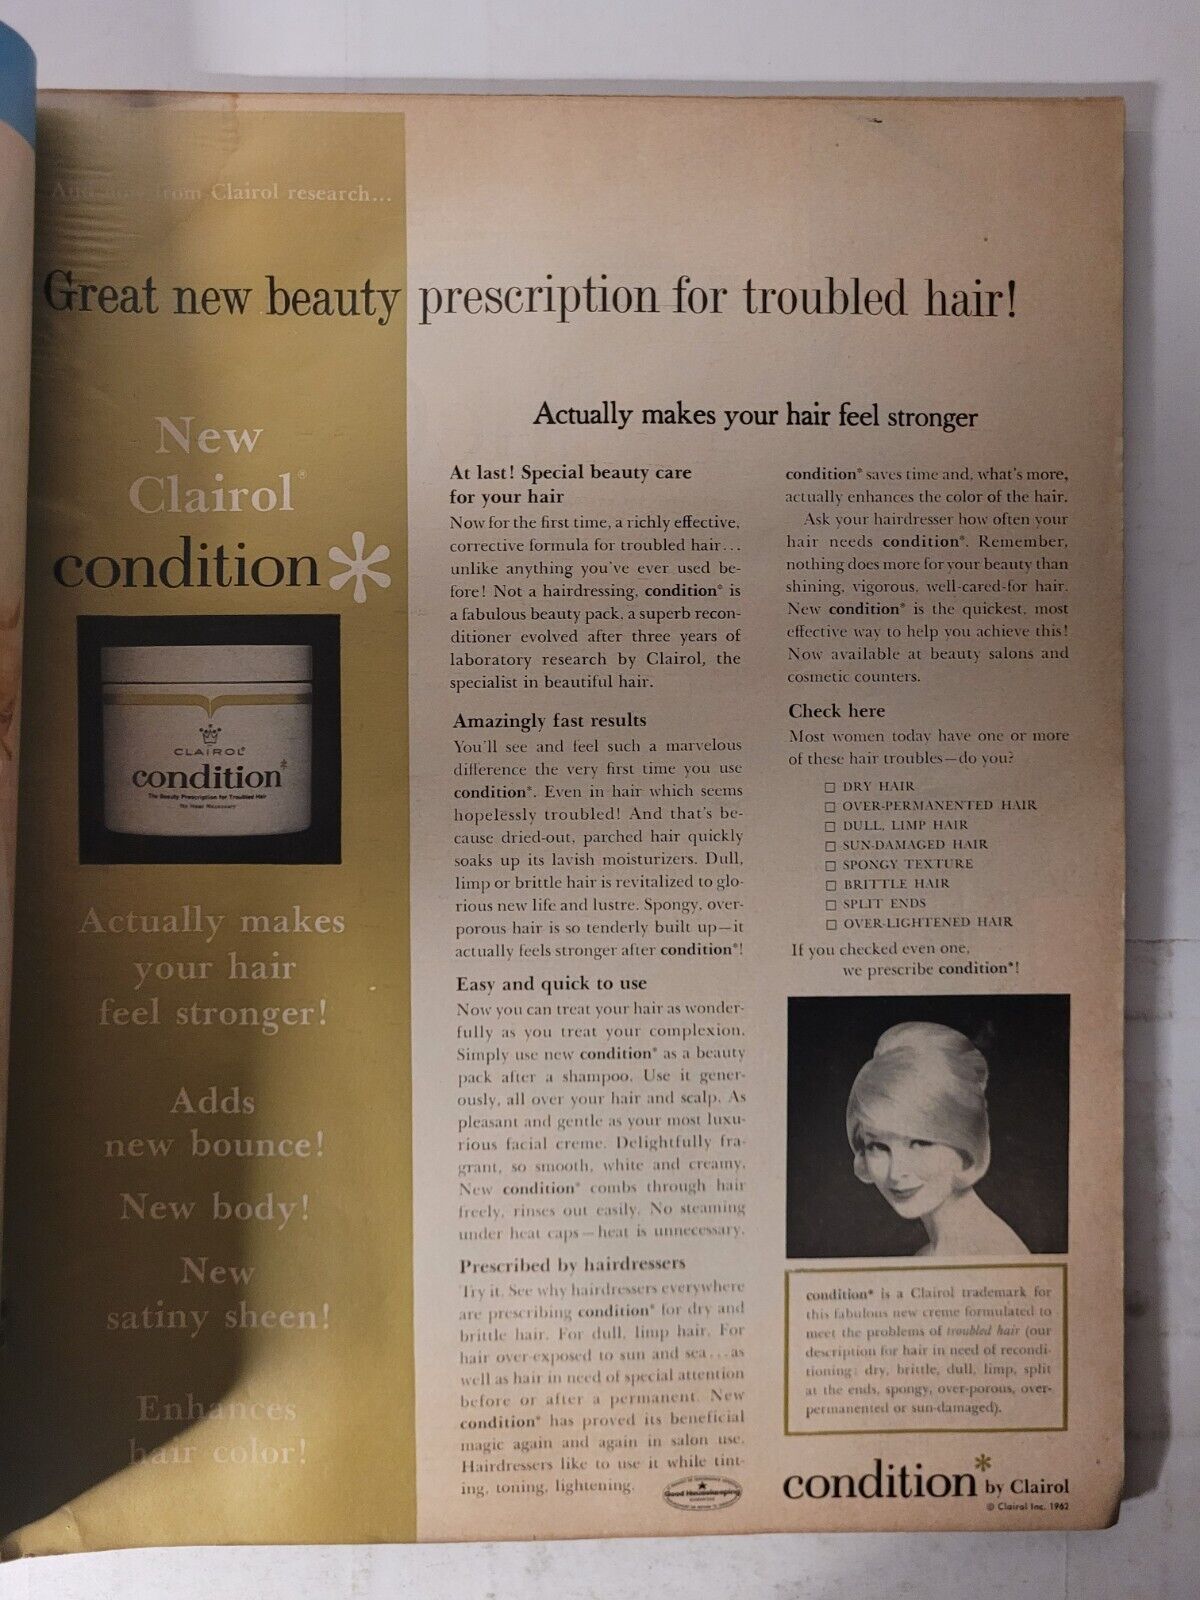 And now from Clairol research...
Great new beauty prescription for troubled hair!
New
Clairol®
condition*
CLAIROL®
condition*
The Beauty Prescription for Troubled Hair
No Heat Necessary
Actually makes
your hair
feel stronger!
Adds
new bounce!
New body!
New
satiny sheen!
Enhances
hair color!
Actually makes your hair feel stronger
At last! Special beauty care
for your hair
Now for the first time, a richly effective,
corrective formula for troubled hair...
unlike anything you've ever used be-
fore! Not a hairdressing, condition* is
a fabulous beauty pack, a superb recon-
ditioner evolved after three years of
laboratory research by Clairol, the
specialist in beautiful hair.
Amazingly fast results
You'll see and feel such a marvelous
difference the very first time you use
condition*. Even in hair which seems
hopelessly troubled! And that's be-
cause dried-out, parched hair quickly
soaks up its lavish moisturizers. Dull,
limp or brittle hair is revitalized to glo-
rious new life and lustre. Spongy, over-
porous hair is so tenderly built up—it
actually feels stronger after condition*!
Easy and quick to use
Now you can treat your hair as wonder-
fully as you treat your complexion.
Simply use new condition* as a beauty
pack after a shampoo. Use it gener-
ously, all over your hair and scalp. As
pleasant and gentle as your most luxu-
rious facial creme. Delightfully fra-
grant, so smooth, white and creamy.
New condition* combs through hair
freely, rinses out easily. No steaming
under heat caps—heat is unnecessary.
Prescribed by hairdressers
Try it. See why hairdressers everywhere
are prescribing condition* for dry and
brittle hair. For dull, limp hair. For
hair over-exposed to sun and sea...as
well as hair in need of special attention
before or after a permanent. New
condition* has proved its beneficial
magic again and again in salon use.
Hairdressers like to use it while tint-
ing, toning, lightening.
Good Housekeeping
condition* saves time and, what's more,
actually enhances the color of the hair.
Ask your hairdresser how often your
hair needs condition*. Remember,
nothing does more for your beauty than
shining, vigorous, well-cared-for hair.
New condition* is the quickest, most
effective way to help you achieve this!
Now available at beauty salons and
cosmetic counters.
Check here
Most women today have one or more
of these hair troubles—do you?
□ DRY HAIR
□ OVER-PERMANENTED HAIR
□ DULL, LIMP HAIR
□ SUN-DAMAGED HAIR
□ SPONGY TEXTURE
□ BRITTLE HAIR
□ SPLIT ENDS
□ OVER-LIGHTENED HAIR
If you checked even one,
we prescribe condition*!
condition* is a Clairol trademark for
this fabulous new creme formulated to
meet the problems of troubled hair (our
description for hair in need of recondi-
tioning: dry, brittle, dull, limp, split
at the ends, spongy, over-porous, over-
permanented or sun-damaged).
condition* by Clairol
© Clairol Inc. 1962